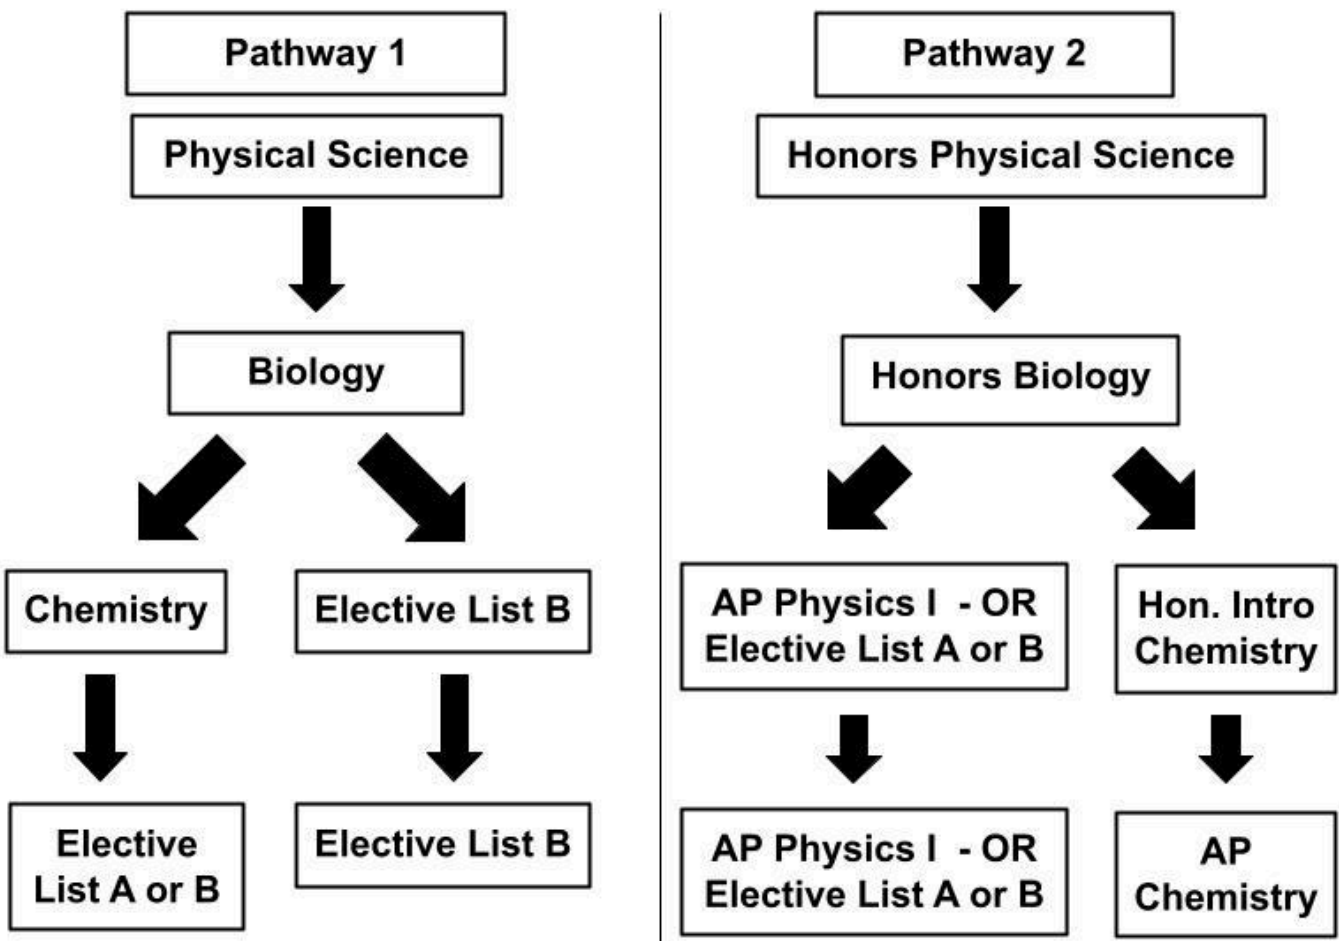 Pathway 1
Physical Science
Biology
Chemistry
Elective List B
Elective
List A or B
Elective List B
Pathway 2
Honors Physical Science
Honors Biology
AP Physics I  - OR
Elective List A or B
Hon. Intro
Chemistry
AP Physics I  - OR
Elective List A or B
AP
Chemistry